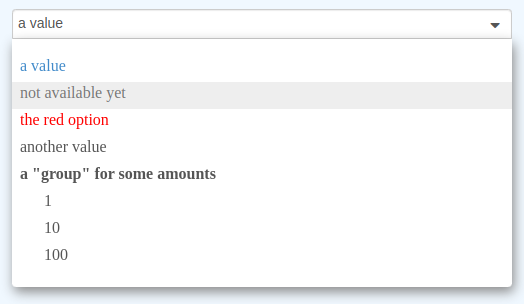 a value
a value
not available yet
the red option
another value
a "group" for some amounts
1
10
100